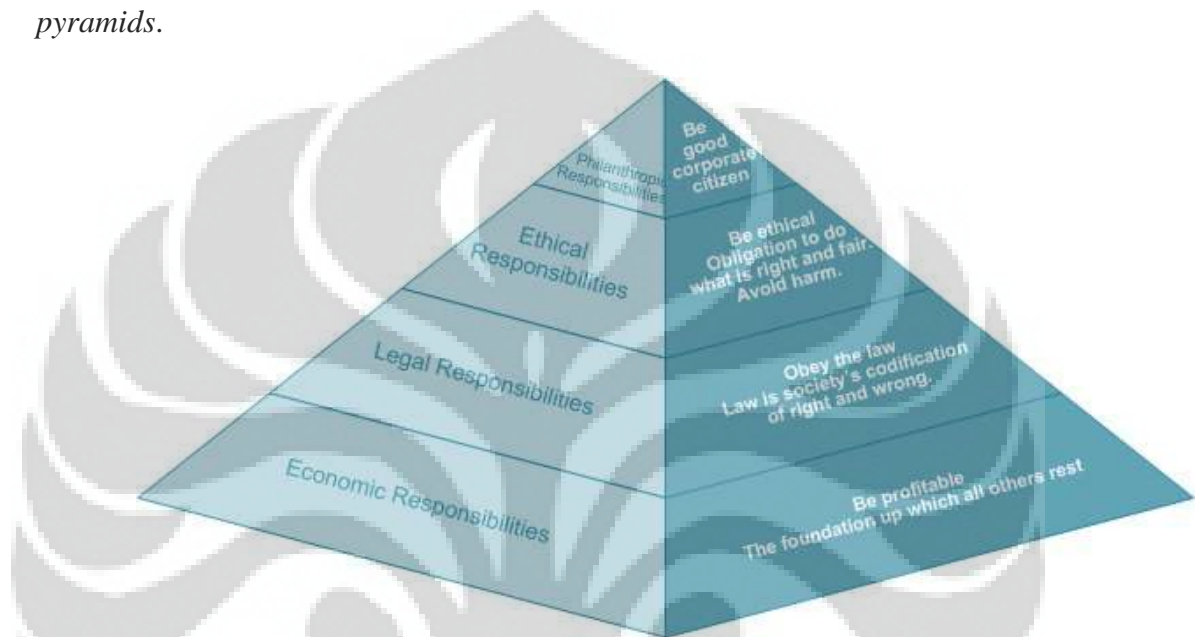 pyramids.
Philanthropic
Responsibilities
Be
good
corporate
citizen
Ethical
Responsibilities
Be ethical
Obligation to do
what is right and fair.
Avoid harm.
Legal Responsibilities
Obey the law
Law is society's codification
of right and wrong.
Economic Responsibilities
Be profitable
The foundation up which all others rest